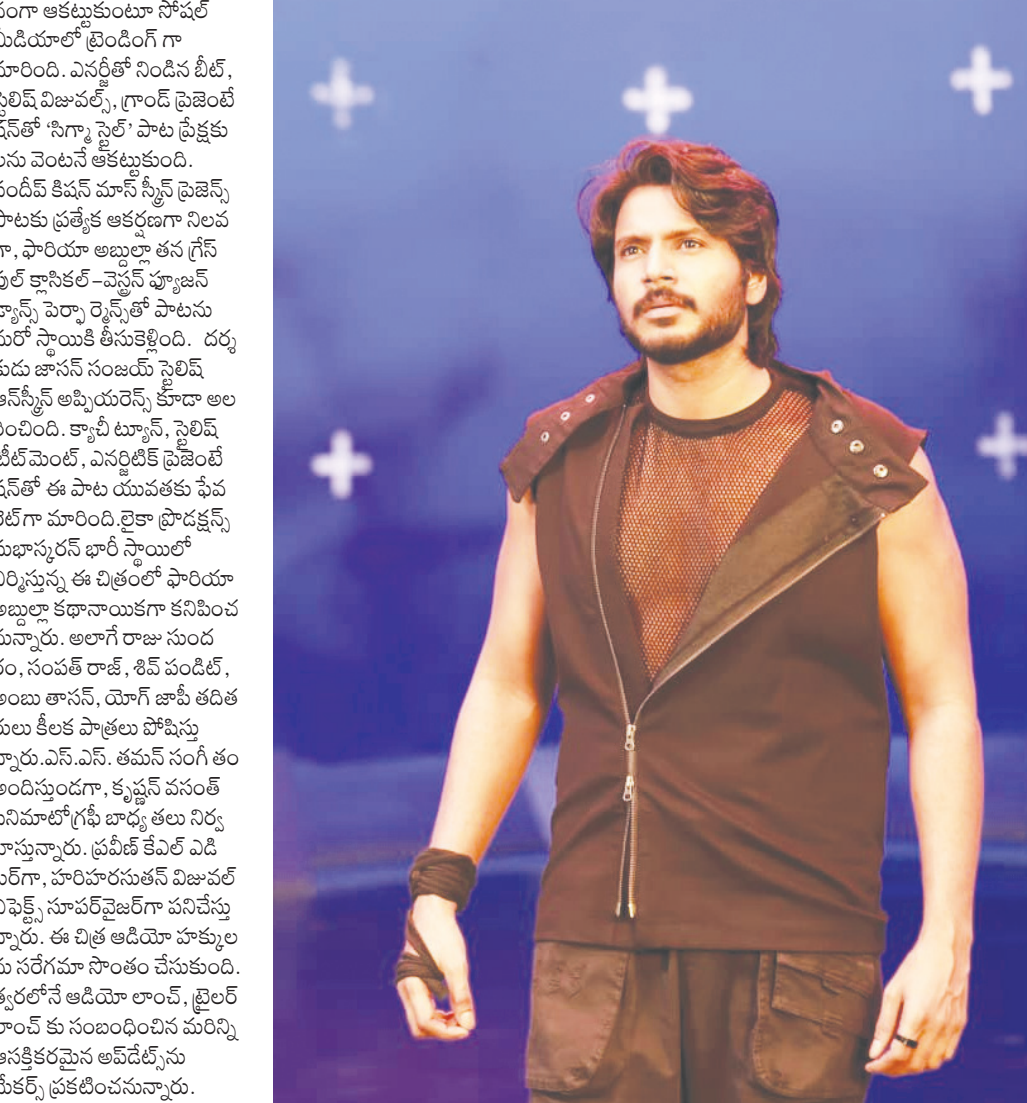 ఆకట్టుకుంటూ సోషల్
మీడియాలో ట్రెండింగ్ గా
మారింది. ఎనర్జీతో నిండిన బీట్,
స్టైలిష్ విజువల్స్, గ్రాండ్ ప్రెజెంటే
షన్‌తో ‘సిగ్మా స్టైల్’ పాట ప్రేక్షకు
లను వెంటనే ఆకట్టుకుంది.
సందీప్ కిషన్ మాస్ స్క్రీన్ ప్రెజెన్స్
పాటకు ప్రత్యేక ఆకర్షణగా నిలవ
గా, ఫారియా అబ్దుల్లా తన గ్రేస్
ఫుల్ క్లాసికల్–వెస్ట్రన్ ఫ్యూజన్
డ్యాన్స్ పెర్ఫా ర్మెన్స్‌తో పాటను
మరో స్థాయికి తీసుకెళ్లింది. దర్శ
కుడు జాసన్ సంజయ్ స్టైలిష్
ఆన్‌స్క్రీన్ అప్పియరెన్స్ కూడా అల
రించింది. క్యాచీ ట్యూన్, స్టైలిష్
ట్రీట్‌మెంట్, ఎనర్జిటిక్ ప్రెజెంటే
షన్‌తో ఈ పాట యువతకు ఫేవ
రెట్‌గా మారింది.లైకా ప్రొడక్షన్స్
సుభాస్కరన్ భారీ స్థాయిలో
నిర్మిస్తున్న ఈ చిత్రంలో ఫారియా
అబ్దుల్లా కథానాయికగా కనిపించ
నున్నారు. అలాగే రాజు సుంద
రం, సంపత్ రాజ్, శివ్ పండిట్,
అంబు తాసన్, యోగ్ జాపీ తదిత
రులు కీలక పాత్రలు పోషిస్తు
న్నారు.ఎస్.ఎస్. తమన్ సంగీ తం
అందిస్తుండగా, కృష్ణన్ వసంత్
సినిమాటోగ్రఫీ బాధ్య తలు నిర్వ
హిస్తున్నారు. ప్రవీణ్ కేఎల్ ఎడి
టర్‌గా, హరిహరసుతన్ విజువల్
ఎఫెక్ట్స్ సూపర్‌వైజర్‌గా పనిచేస్తు
న్నారు. ఈ చిత్ర ఆడియో హక్కుల
ను సరేగమా సొంతం చేసుకుంది.
త్వరలోనే ఆడియో లాంచ్, ట్రైలర్
లాంచ్ కు సంబంధించిన మరిన్ని
ఆసక్తికరమైన అప్‌డేట్స్‌ను
మేకర్స్ ప్రకటించనున్నారు.